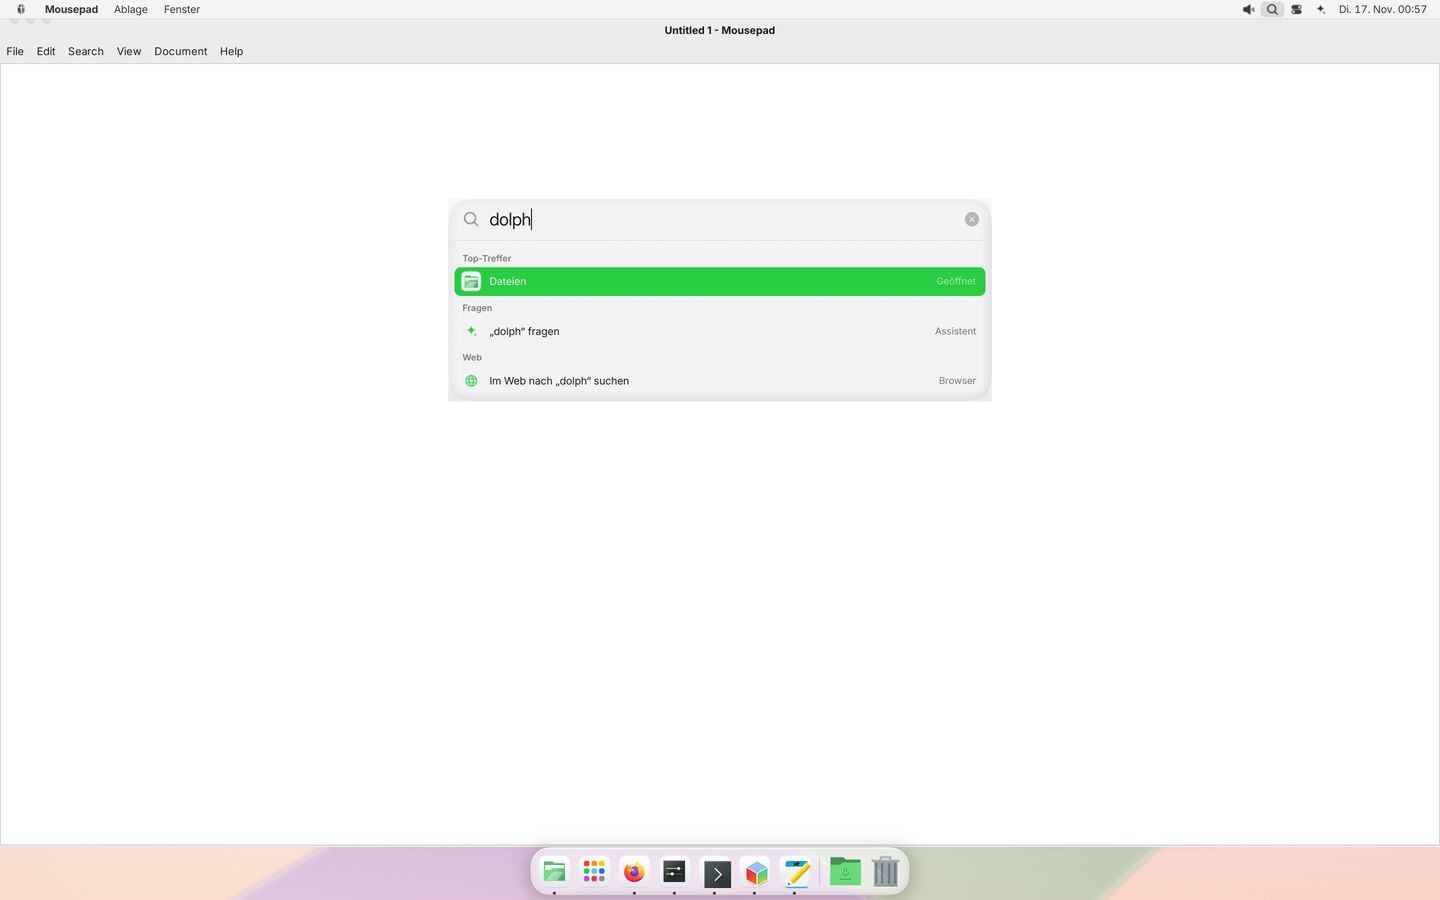 Mousepad Ablage Fenster Di. 17. Nov. 00:57
Untitled 1 - Mousepad
File Edit Search View Document Help
dolph
Top-Treffer
Dateien Geöffnet
Fragen
„dolph“ fragen Assistent
Web
Im Web nach „dolph“ suchen Browser